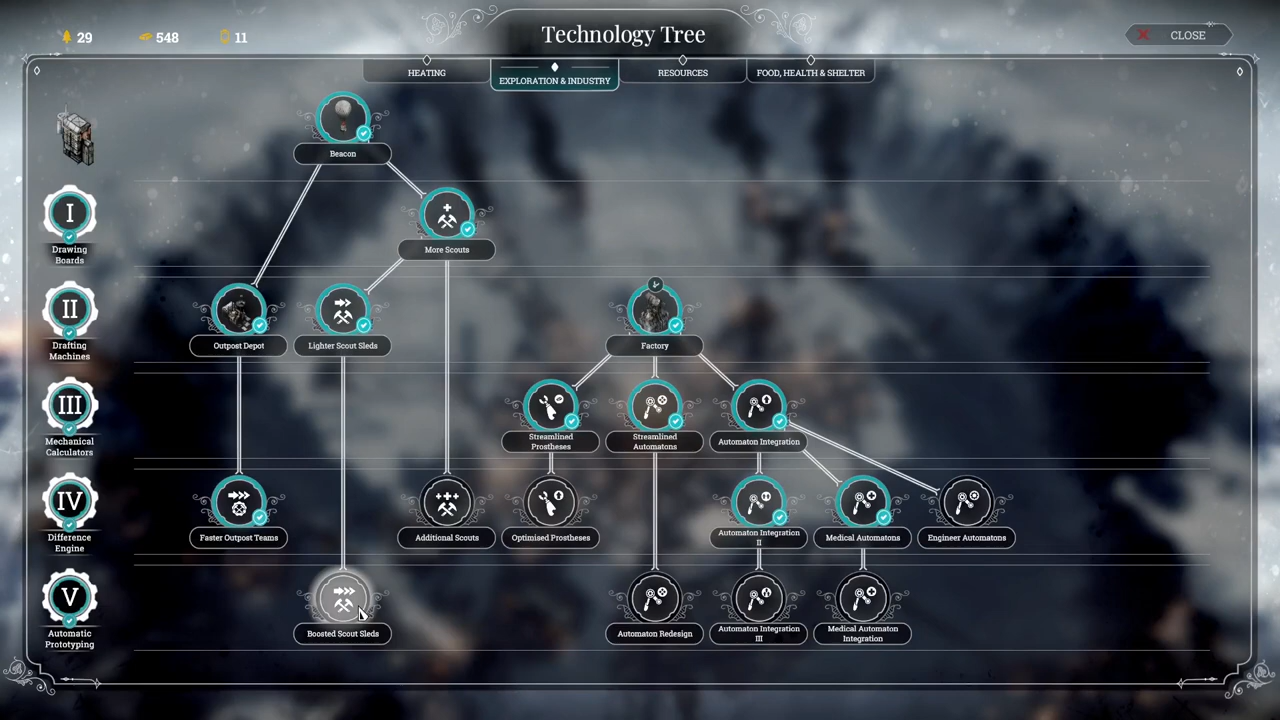 29
548
11
Technology Tree
CLOSE
HEATING
EXPLORATION & INDUSTRY
RESOURCES
FOOD, HEALTH & SHELTER
Beacon
I
Drawing
Boards
More Scouts
II
Drafting
Machines
Outpost Depot
Lighter Scout Sleds
Factory
III
Mechanical
Calculators
Streamlined
Prostheses
Streamlined
Automatons
Automaton Integration
IV
Difference
Engine
Faster Outpost Teams
Additional Scouts
Optimised Prostheses
Automaton Integration
II
Medical Automatons
Engineer Automatons
V
Automatic
Prototyping
Boosted Scout Sleds
Automaton Redesign
Automaton Integration
III
Medical Automaton
Integration